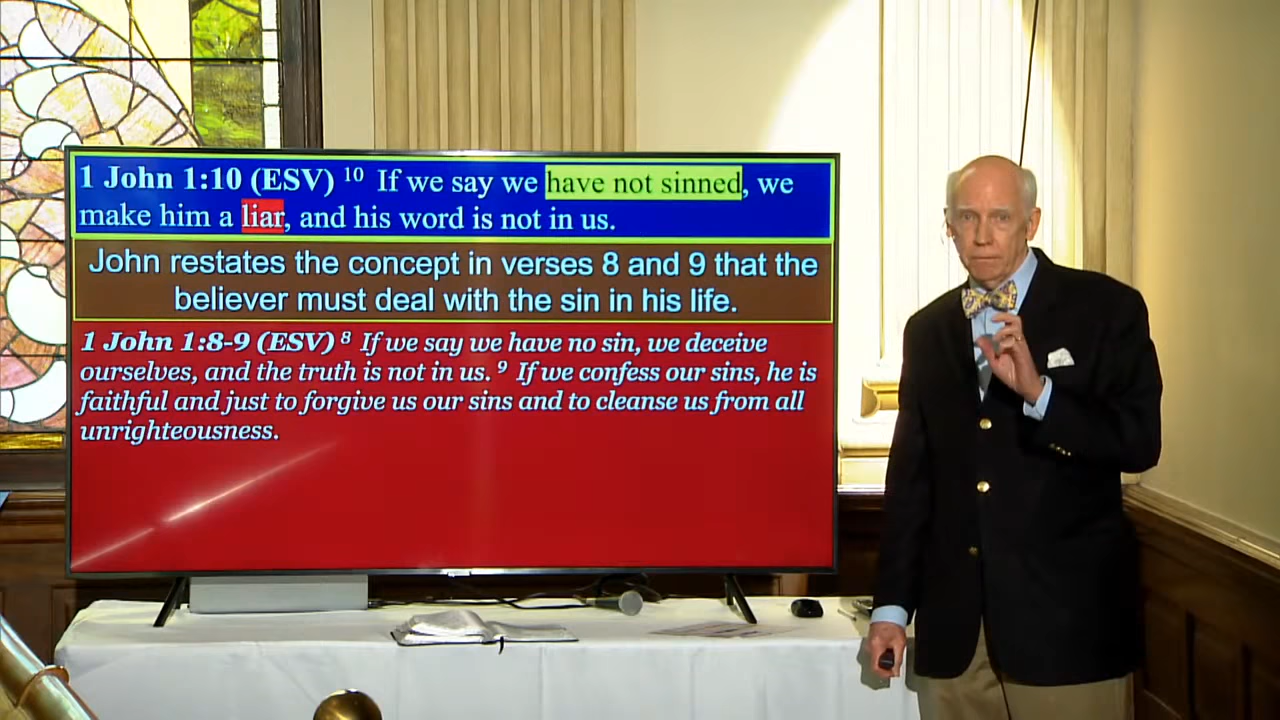 1 John 1:10 (ESV) 10 If we say we have not sinned, we
make him a liar, and his word is not in us.
John restates the concept in verses 8 and 9 that the
believer must deal with the sin in his life.
1 John 1:8-9 (ESV) 8 If we say we have no sin, we deceive
ourselves, and the truth is not in us. 9 If we confess our sins, he is
faithful and just to forgive us our sins and to cleanse us from all
unrighteousness.